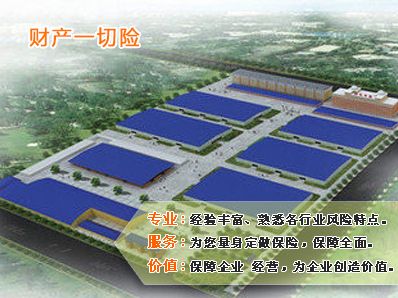 财产一切险
专业：经验丰富、熟悉各行业风险特点。
服务：为您量身定做保险，保障全面。
价值：保障企业 经营，为企业创造价值。